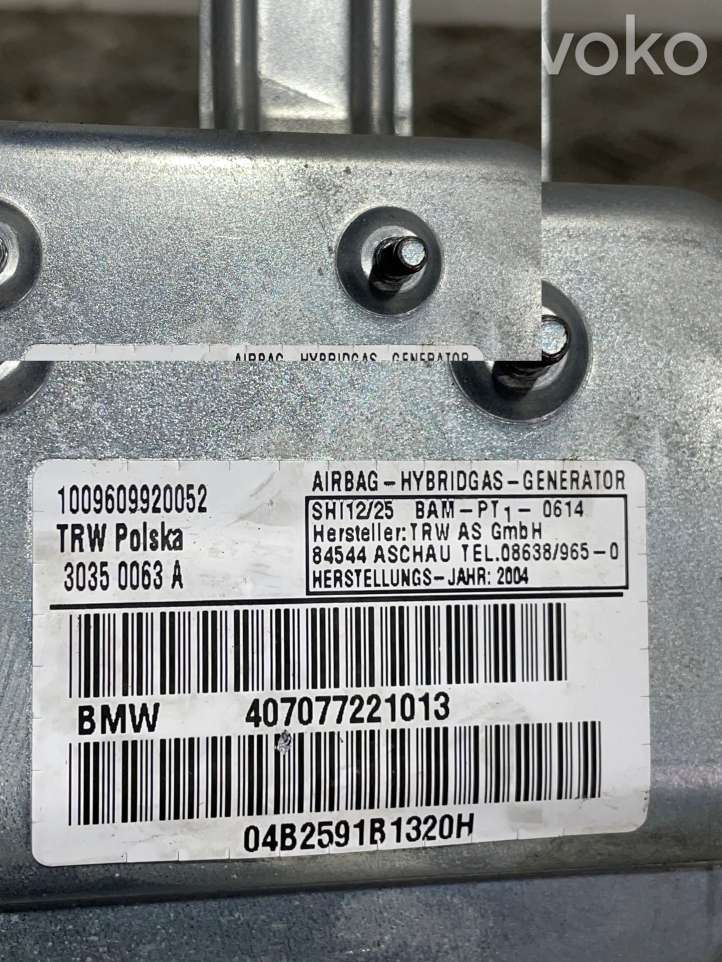 voko
AIRBAG - HYBRIDGAS - GENERATOR
1009609920052
TRW Polska
3035 0063 A
AIRBAG-HYBRIDGAS-GENERATOR
SHI12/25 BAM-PT1- 0614
Hersteller: TRW AS GmbH
84544 ASCHAU TEL.08638/965-0
HERSTELLUNGS-JAHR: 2004
BMW 407077221013
04B2591B1320H